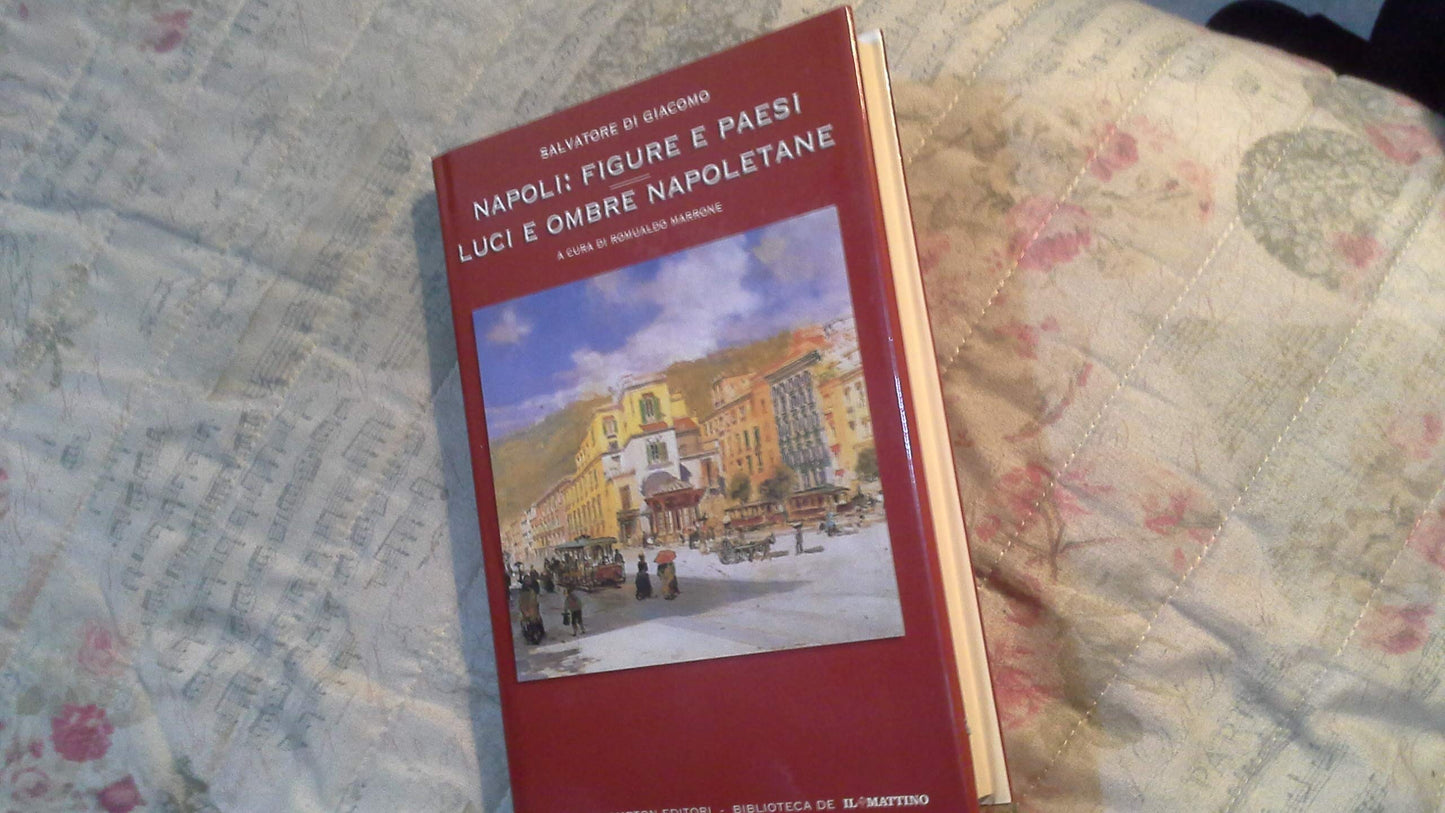 SALVATORE DI GIACOMO
NAPOLI: FIGURE E PAESI
LUCI E OMBRE NAPOLETANE
A CURA DI ROMUALDO MARRONE
EDITORI - BIBLIOTECA DE IL MATTINO